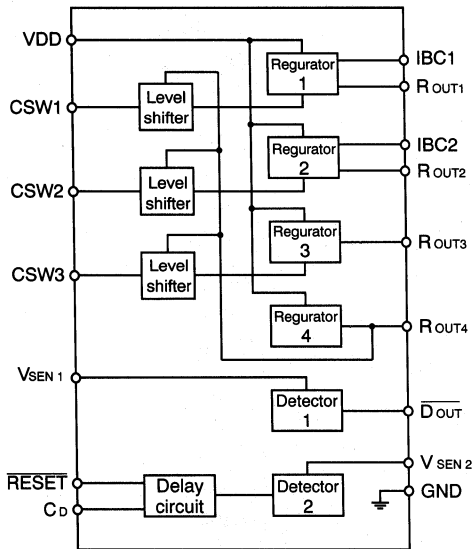 VDD
Regurator
1
IBC1
ROUT1
CSW1
Level
shifter
Regurator
2
IBC2
ROUT2
CSW2
Level
shifter
Regurator
3
ROUT3
CSW3
Level
shifter
Regurator
4
ROUT4
VSEN 1
Detector
1
DOUT
VSEN 2
RESET
CD
Delay
circuit
Detector
2
GND